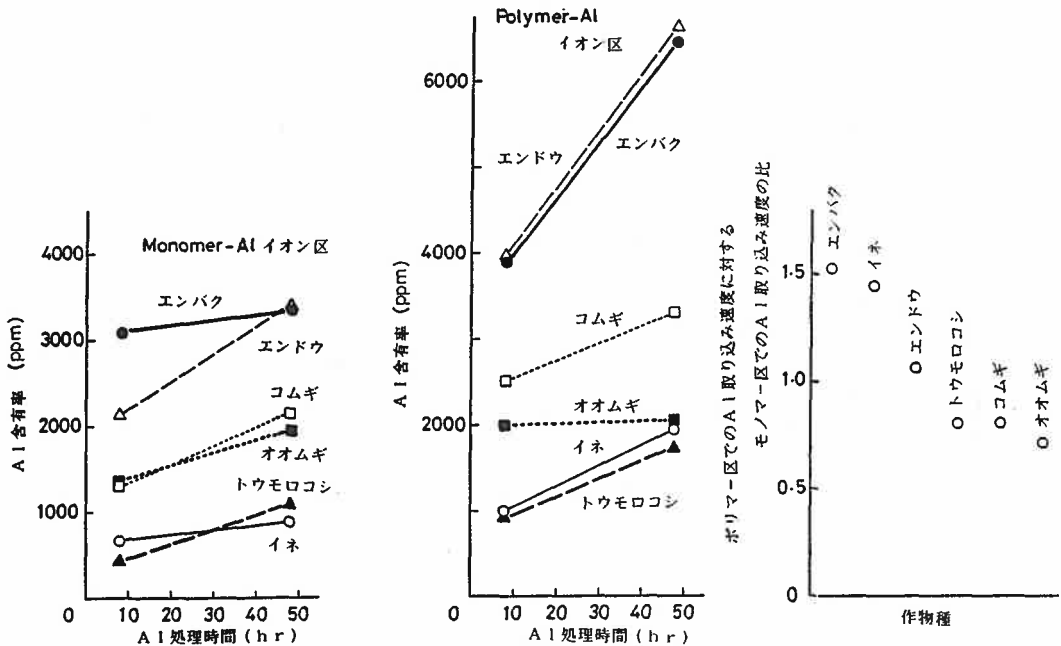 Monomer-Al イオン区
4000
3000
2000
1000
0
Al含有率 (ppm)
エンバク
エンドウ
コムギ
オオムギ
トウモロコシ
イネ
10 20 30 40 50
Al処理時間 (hr)
Polymer-Al
イオン区
6000
4000
2000
0
Al含有率 (ppm)
エンドウ
エンバク
コムギ
オオムギ
イネ
トウモロコシ
10 20 30 40 50
Al処理時間 (hr)
ポリマー区でのAl取り込み速度に対する
モノマー区でのAl取り込み速度の比
1·5
1·0
0·5
0
エンバク
イネ
エンドウ
トウモロコシ
コムギ
オオムギ
作物種